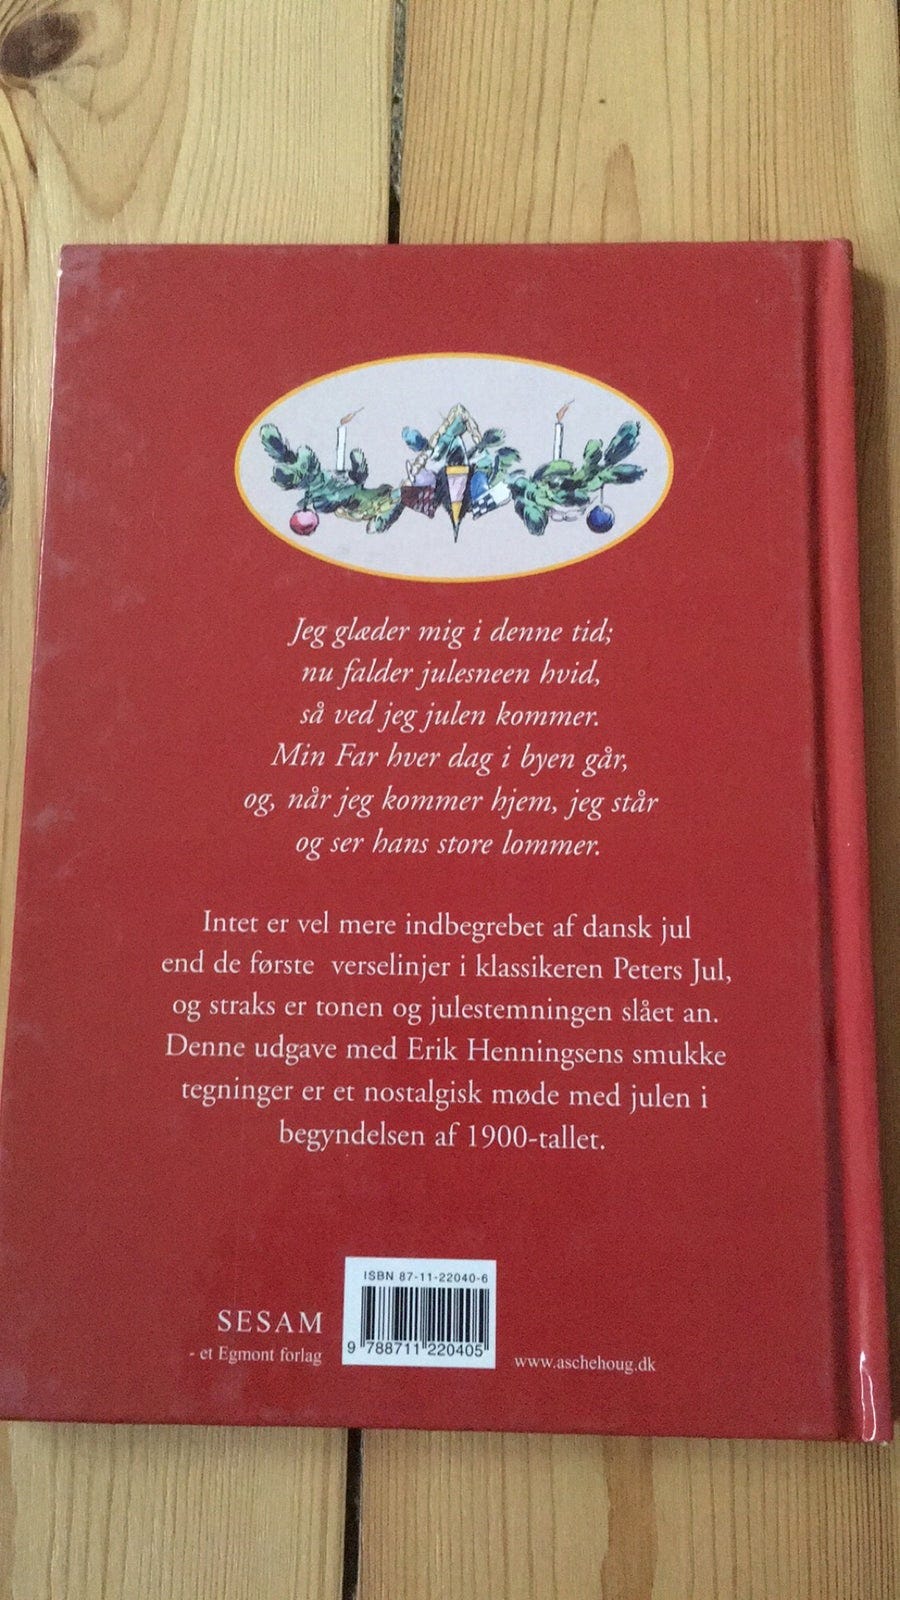 Jeg glæder mig i denne tid;
nu falder julesneen hvid,
så ved jeg julen kommer.
Min Far hver dag i byen går,
og, når jeg kommer hjem, jeg står
og ser hans store lommer.
Intet er vel mere indbegrebet af dansk jul
end de første verselinjer i klassikeren Peters Jul,
og straks er tonen og julestemningen slået an.
Denne udgave med Erik Henningsens smukke
tegninger er et nostalgisk møde med julen i
begyndelsen af 1900-tallet.
SESAM
- et Egmont forlag
ISBN 87-11-22040-6
9 788711 220405
www.aschehoug.dk